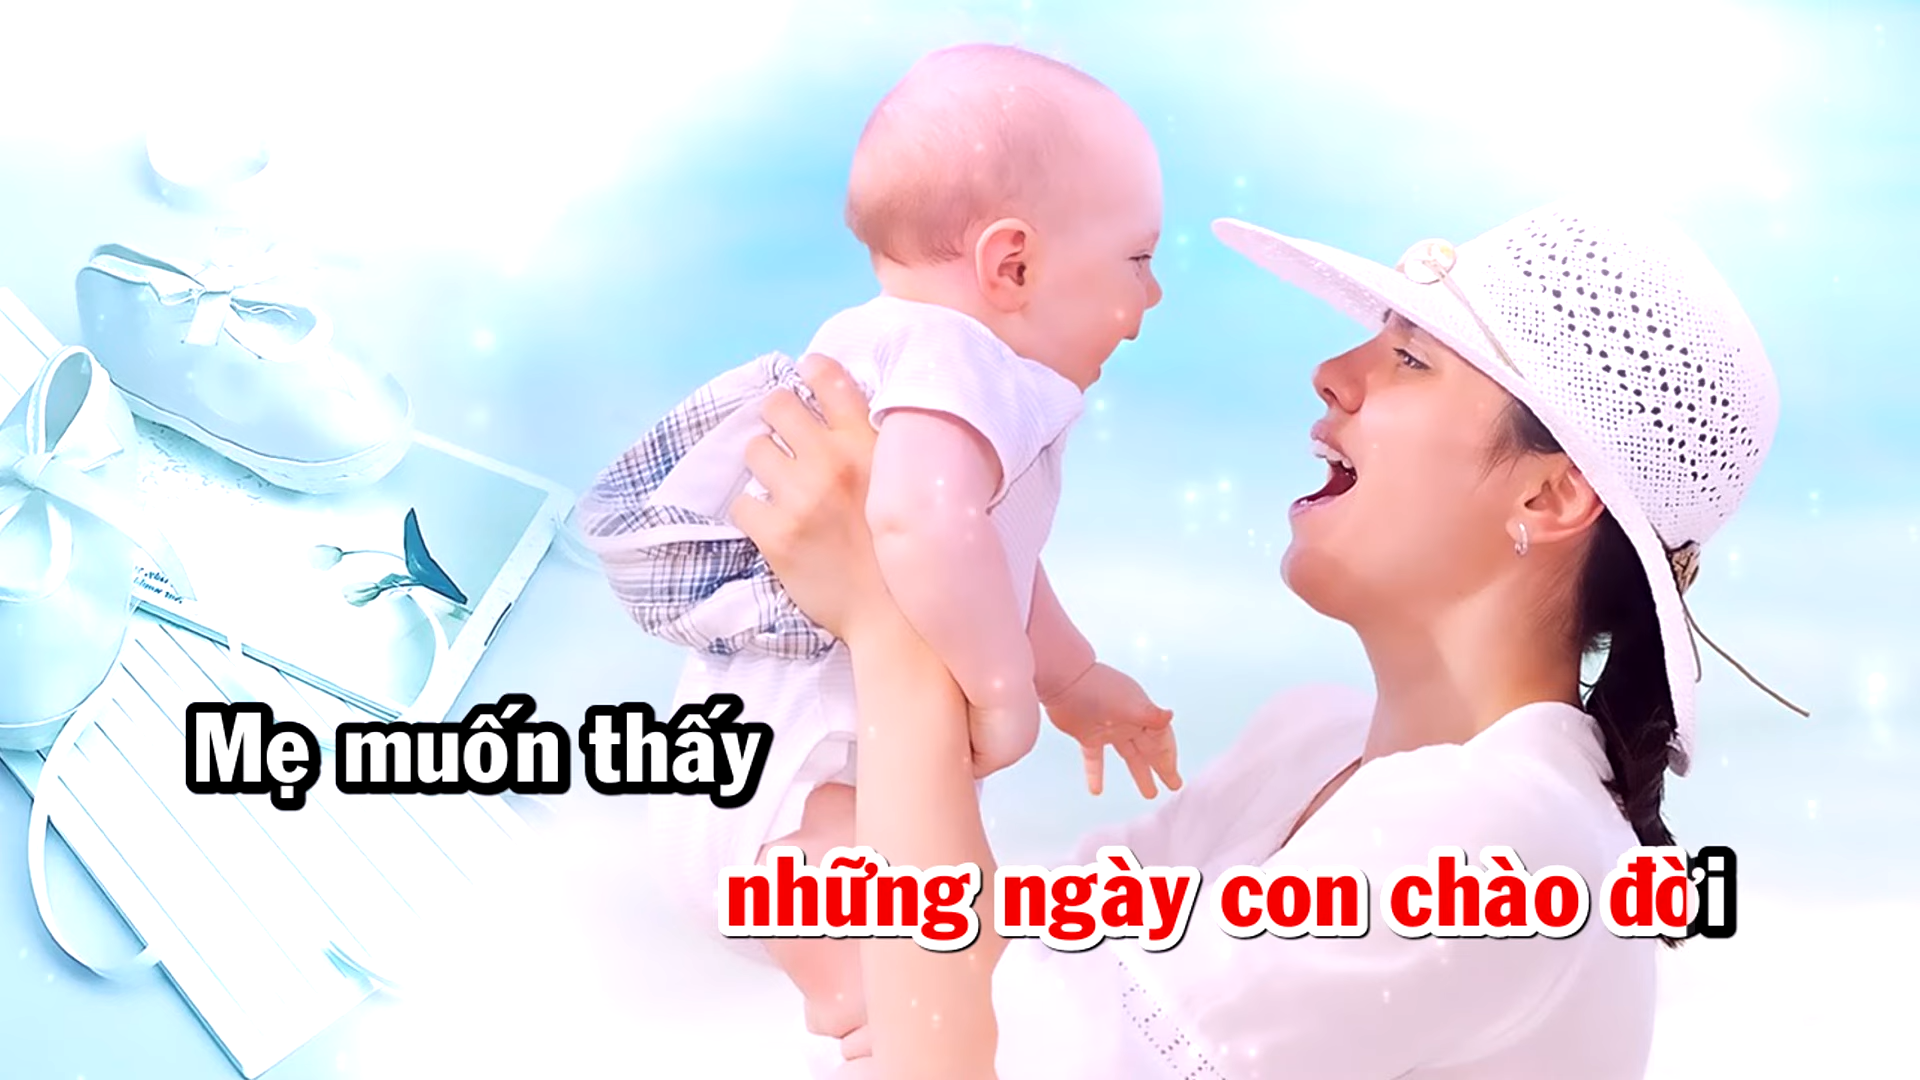 Mẹ muốn thấy
những ngày con chào đời